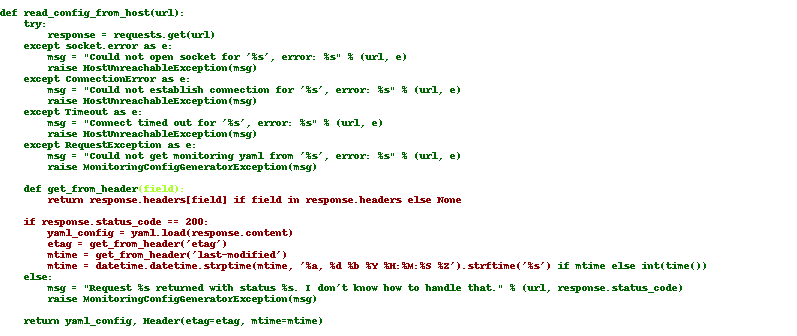 def read_config_from_host(url):
    try:
        response = requests.get(url)
    except socket.error as e:
        msg = "Could not open socket for '%s', error: %s" % (url, e)
        raise HostUnreachableException(msg)
    except ConnectionError as e:
        msg = "Could not establish connection for '%s', error: %s" % (url, e)
        raise HostUnreachableException(msg)
    except Timeout as e:
        msg = "Connect timed out for '%s', error: %s" % (url, e)
        raise HostUnreachableException(msg)
    except RequestException as e:
        msg = "Could not get monitoring yaml from '%s', error: %s" % (url, e)
        raise MonitoringConfigGeneratorException(msg)

    def get_from_header(field):
        return response.headers[field] if field in response.headers else None

    if response.status_code == 200:
        yaml_config = yaml.load(response.content)
        etag = get_from_header('etag')
        mtime = get_from_header('last-modified')
        mtime = datetime.datetime.strptime(mtime, '%a, %d %b %Y %H:%M:%S %Z').strftime('%s') if mtime else int(time())
    else:
        msg = "Request %s returned with status %s. I don't know how to handle that." % (url, response.status_code)
        raise MonitoringConfigGeneratorException(msg)

    return yaml_config, Header(etag=etag, mtime=mtime)